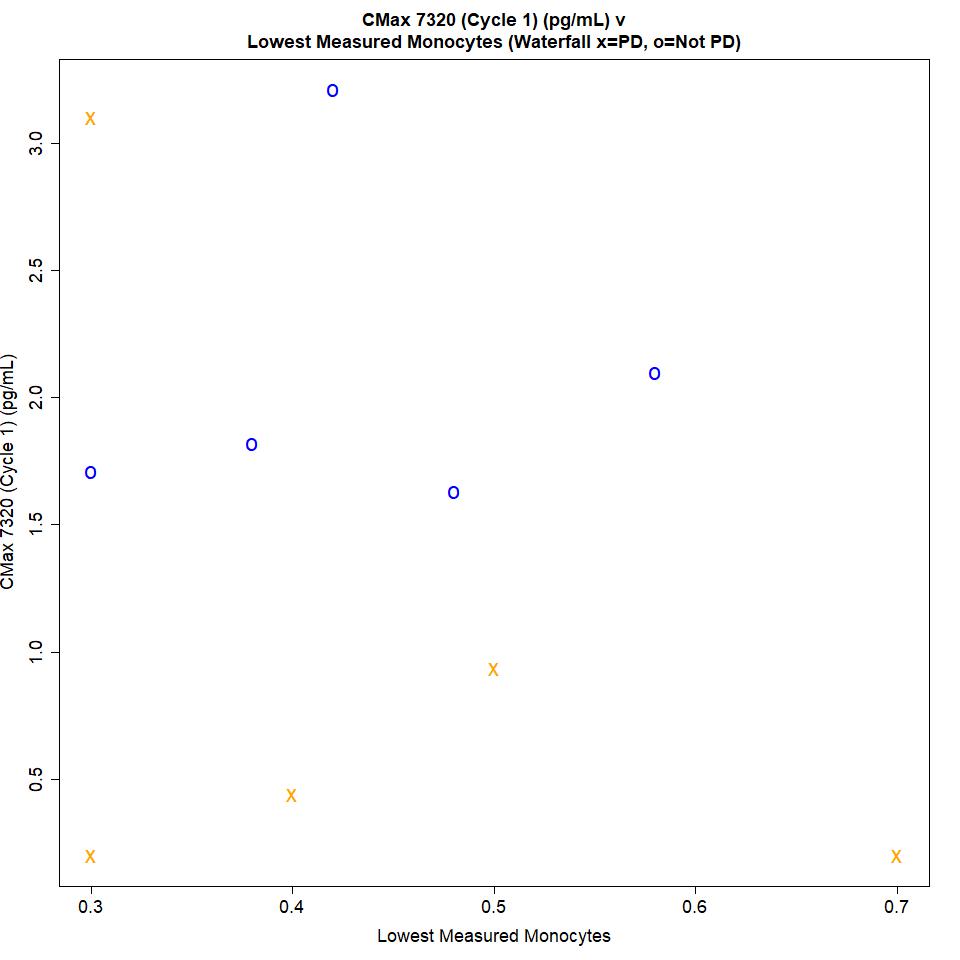 CMax 7320 (Cycle 1) (pg/mL) v
Lowest Measured Monocytes (Waterfall x=PD, o=Not PD)
CMax 7320 (Cycle 1) (pg/mL)
3.0
2.5
2.0
1.5
1.0
0.5
o
x
o
o
o
o
x
x
x
x
0.3 0.4 0.5 0.6 0.7
Lowest Measured Monocytes